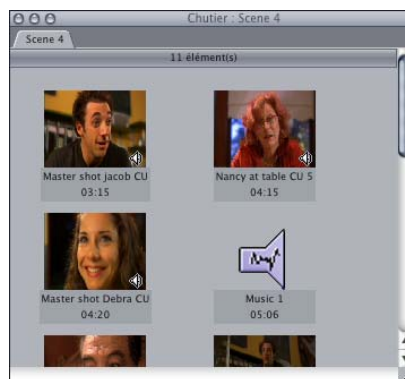 Chutier : Scene 4
Scene 4
11 élément(s)
Master shot jacob CU
03:15
Nancy at table CU 5
04:15
Master shot Debra CU
04:20
Music 1
05:06